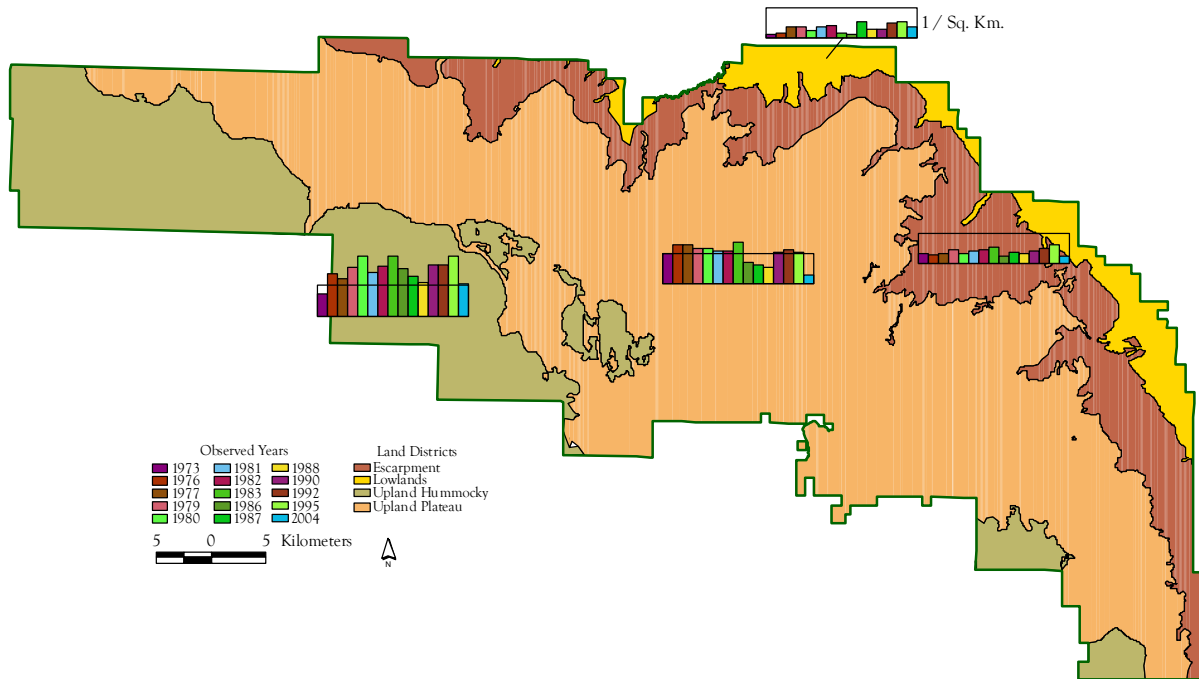 1/ Sq. Km.
Observed Years
1973 1981 1988
1976 1982 1990
1977 1983 1992
1979 1986 1995
1980 1987 2004
Land Districts
Escarpment
Lowlands
Upland Hummocky
Upland Plateau
5 0 5 Kilometers
N